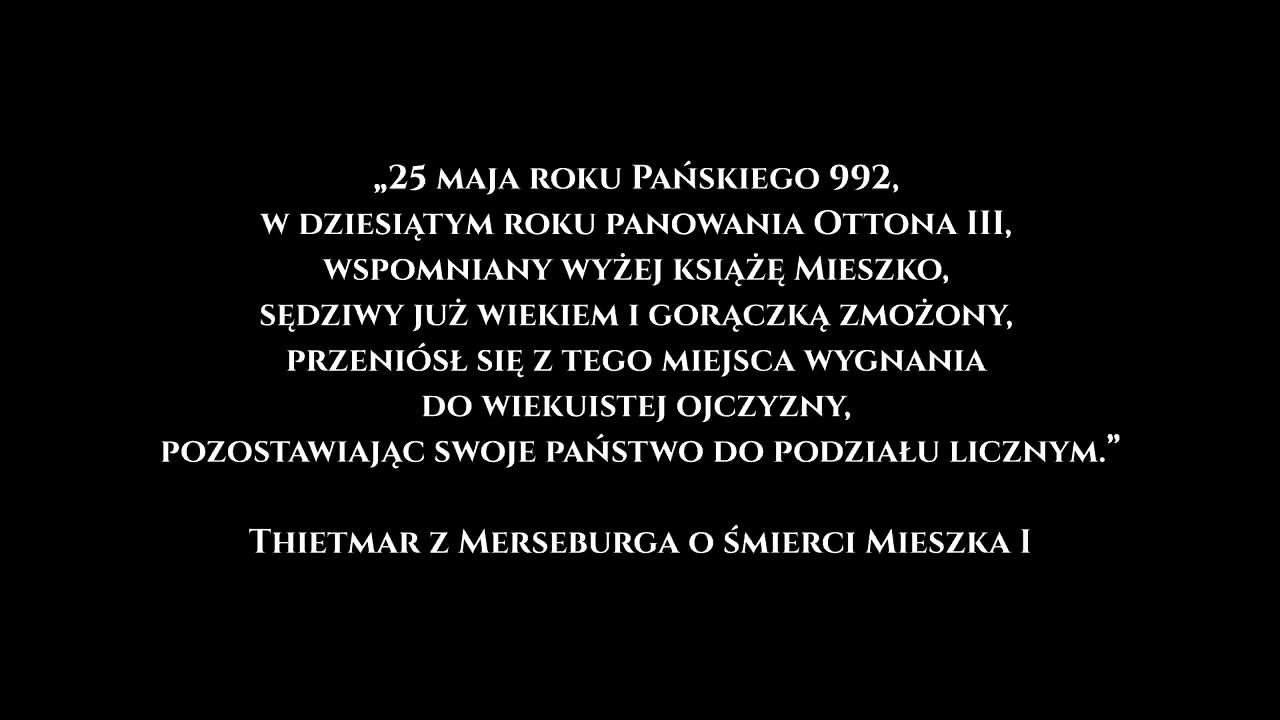 „25 maja roku Pańskiego 992,
w dziesiątym roku panowania Ottona III,
wspomniany wyżej książę Mieszko,
sędziwy już wiekiem i gorączką zmożony,
przeniósł się z tego miejsca wygnania
do wiekuistej ojczyzny,
pozostawiając swoje państwo do podziału licznym.”
Thietmar z Merseburga o śmierci Mieszka I